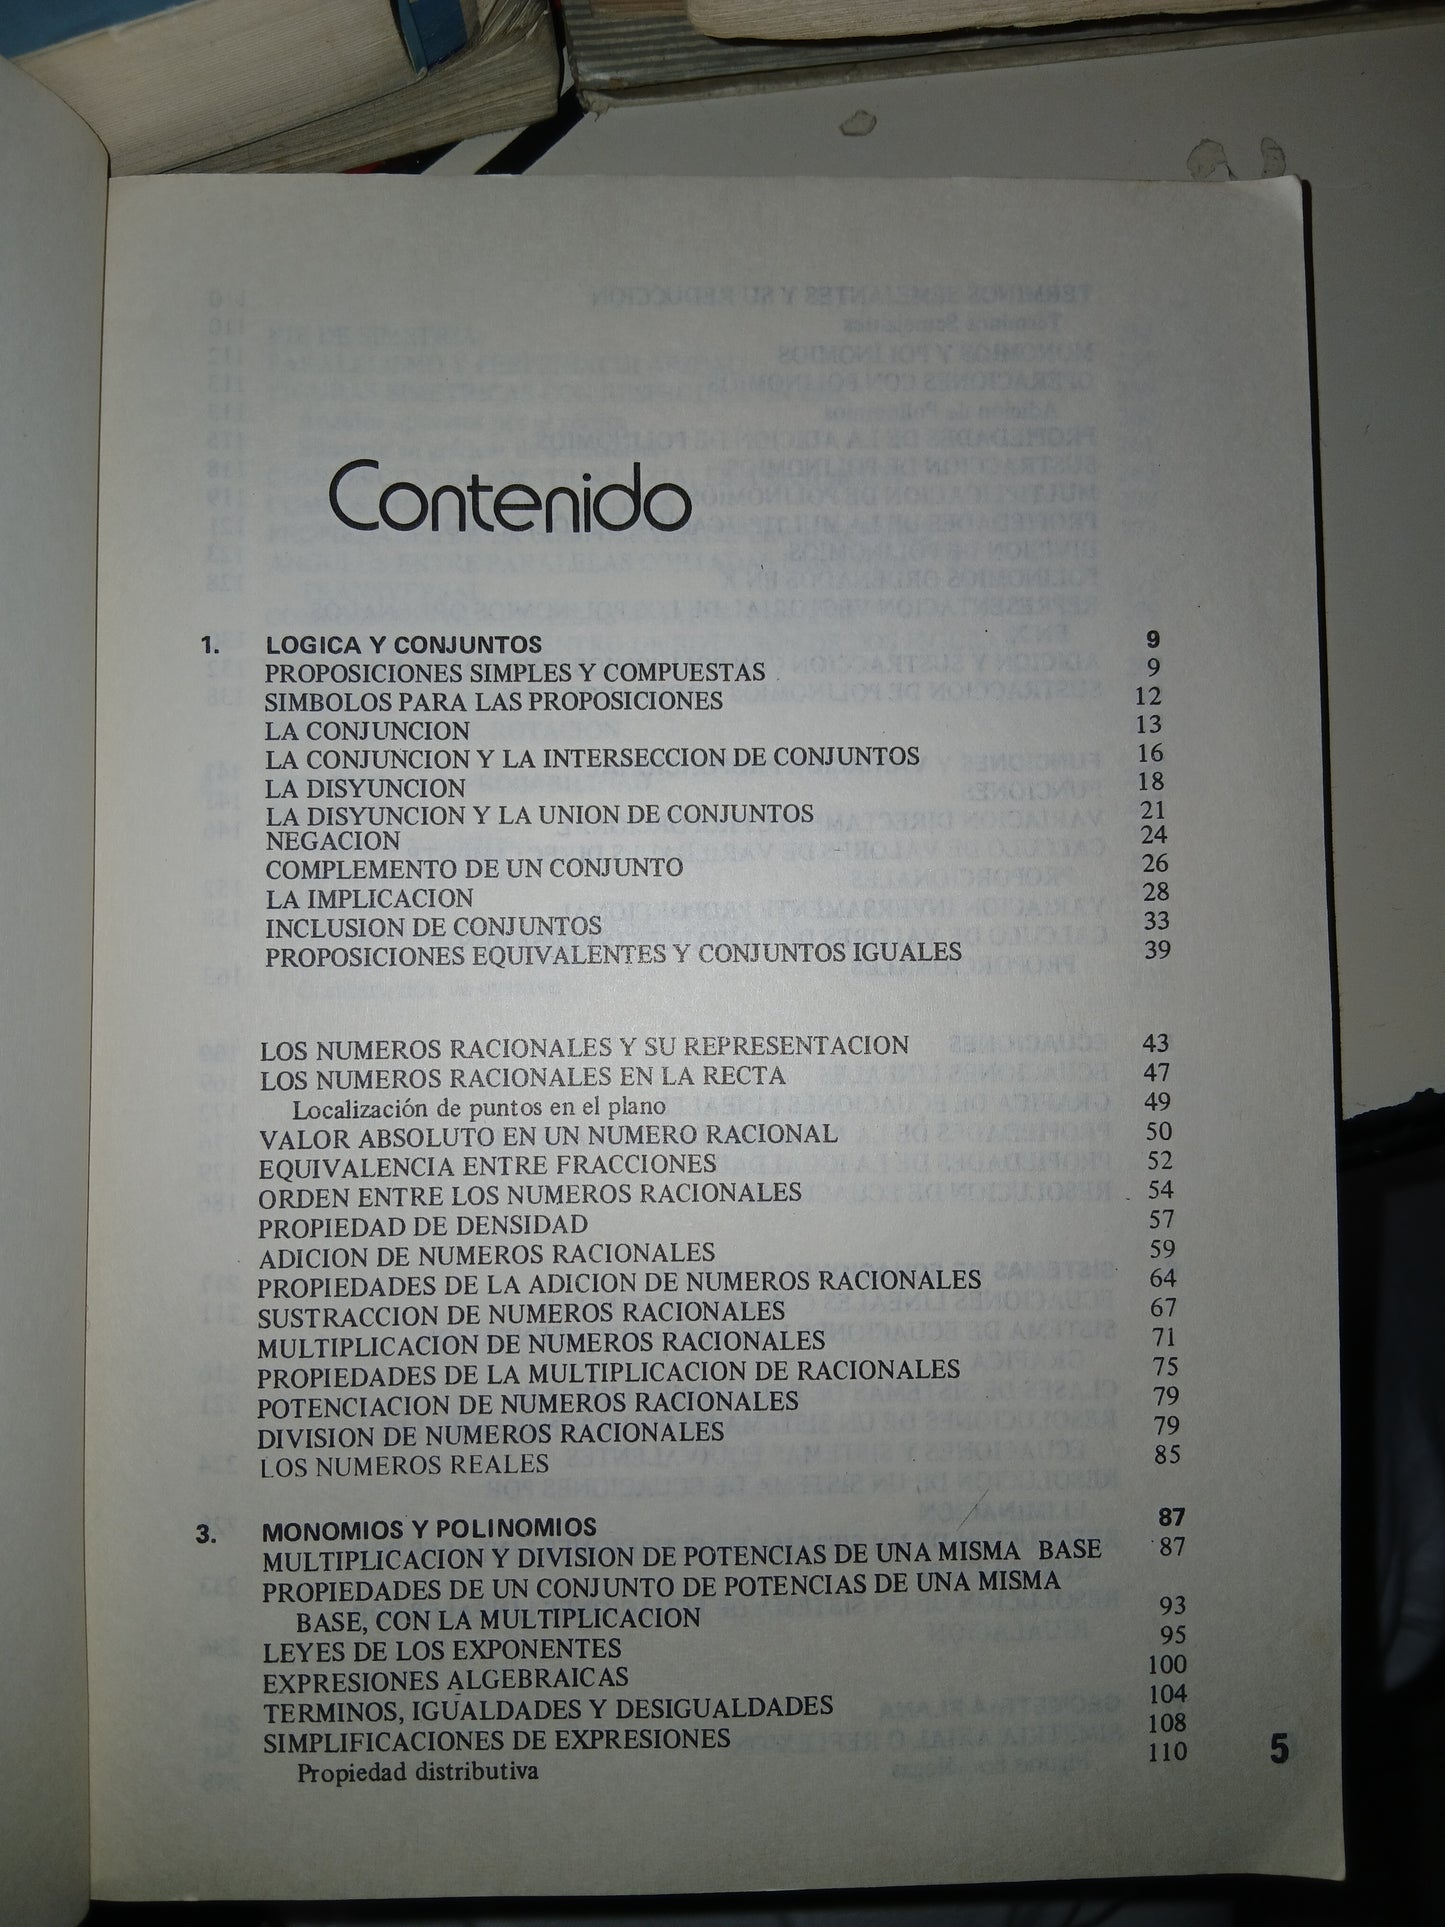 Contenido
1. LOGICA Y CONJUNTOS 9
PROPOSICIONES SIMPLES Y COMPUESTAS 9
SIMBOLOS PARA LAS PROPOSICIONES 12
LA CONJUNCION 13
LA CONJUNCION Y LA INTERSECCION DE CONJUNTOS 16
LA DISYUNCION 18
LA DISYUNCION Y LA UNION DE CONJUNTOS 21
NEGACION 24
COMPLEMENTO DE UN CONJUNTO 26
LA IMPLICACION 28
INCLUSION DE CONJUNTOS 33
PROPOSICIONES EQUIVALENTES Y CONJUNTOS IGUALES 39
LOS NUMEROS RACIONALES Y SU REPRESENTACION 43
LOS NUMEROS RACIONALES EN LA RECTA 47
Localización de puntos en el plano 49
VALOR ABSOLUTO EN UN NUMERO RACIONAL 50
EQUIVALENCIA ENTRE FRACCIONES 52
ORDEN ENTRE LOS NUMEROS RACIONALES 54
PROPIEDAD DE DENSIDAD 57
ADICION DE NUMEROS RACIONALES 59
PROPIEDADES DE LA ADICION DE NUMEROS RACIONALES 64
SUSTRACCION DE NUMEROS RACIONALES 67
MULTIPLICACION DE NUMEROS RACIONALES 71
PROPIEDADES DE LA MULTIPLICACION DE RACIONALES 75
POTENCIACION DE NUMEROS RACIONALES 79
DIVISION DE NUMEROS RACIONALES 79
LOS NUMEROS REALES 85
3. MONOMIOS Y POLINOMIOS 87
MULTIPLICACION Y DIVISION DE POTENCIAS DE UNA MISMA BASE 87
PROPIEDADES DE UN CONJUNTO DE POTENCIAS DE UNA MISMA
BASE, CON LA MULTIPLICACION 93
LEYES DE LOS EXPONENTES 95
EXPRESIONES ALGEBRAICAS 100
TERMINOS, IGUALDADES Y DESIGUALDADES 104
SIMPLIFICACIONES DE EXPRESIONES 108
Propiedad distributiva 110
5